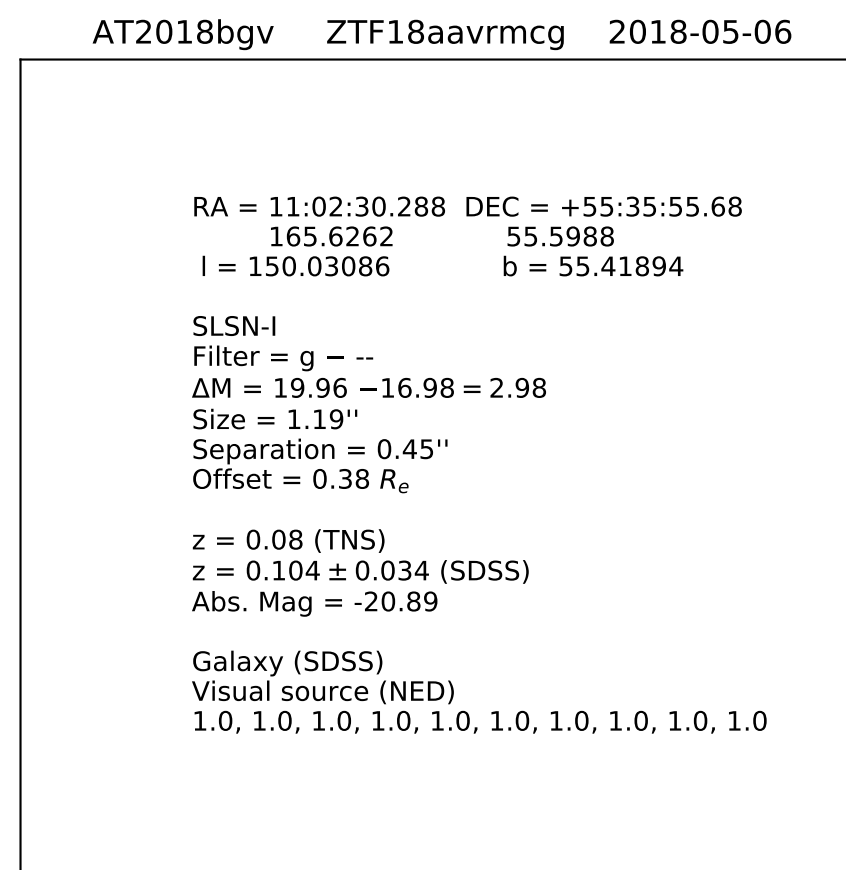 AT2018bgv ZTF18aavrmcg 2018-05-06
RA = 11:02:30.288 DEC = +55:35:55.68
165.6262 55.5988
l = 150.03086 b = 55.41894
SLSN-I
Filter = g − --
ΔM = 19.96 −16.98 = 2.98
Size = 1.19''
Separation = 0.45''
Offset = 0.38 Re
z = 0.08 (TNS)
z = 0.104 ± 0.034 (SDSS)
Abs. Mag = -20.89
Galaxy (SDSS)
Visual source (NED)
1.0, 1.0, 1.0, 1.0, 1.0, 1.0, 1.0, 1.0, 1.0, 1.0